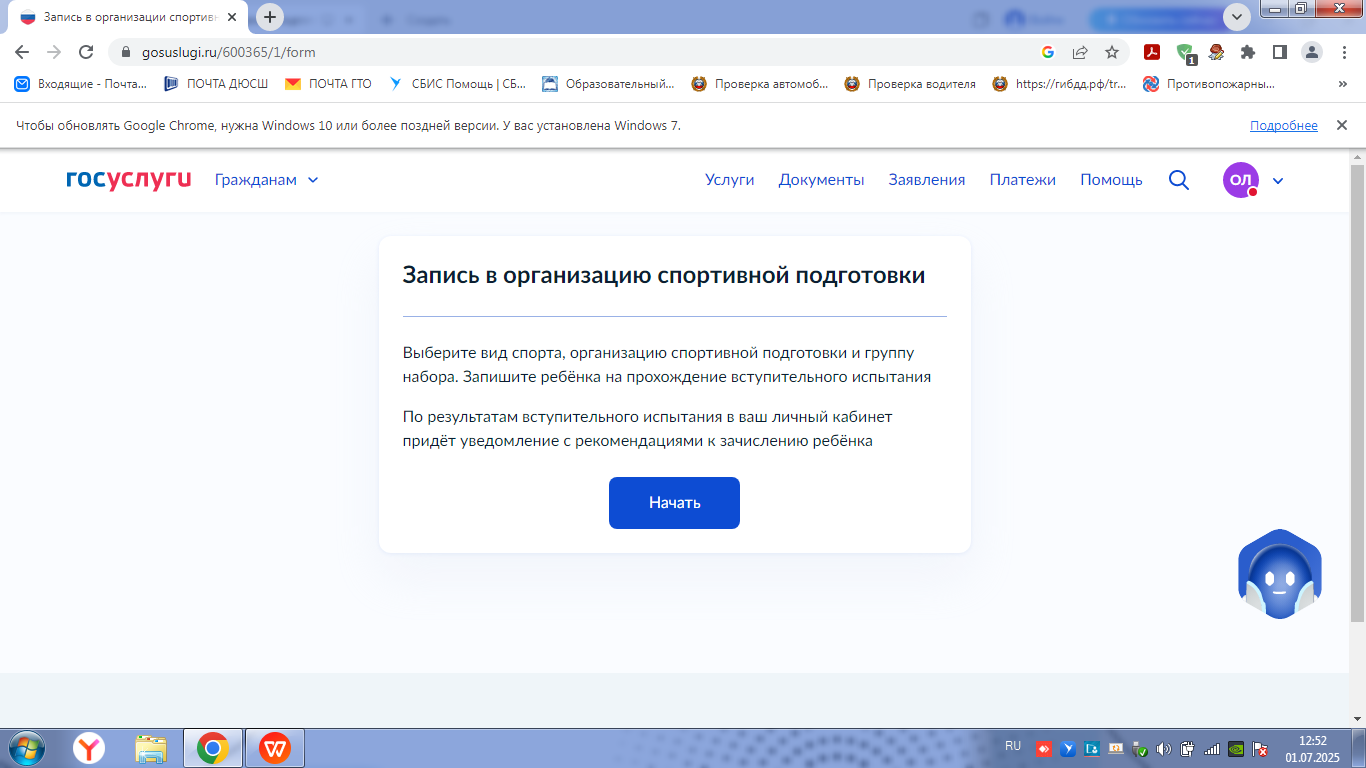 Запись в организации спортивн
gosuslugi.ru/600365/1/form
1
Входящие - Почта...
ПОЧТА ДЮСШ
ПОЧТА ГТО
СБИС Помощь | СБ...
Образовательный...
Проверка автомоб...
Проверка водителя
https://гибдд.рф/tr...
Противопожарны...
»
Чтобы обновлять Google Chrome, нужна Windows 10 или более поздней версии. У вас установлена Windows 7.
Подробнее
госуслуги
Гражданам
Услуги
Документы
Заявления
Платежи
Помощь
ОЛ
Запись в организацию спортивной подготовки
Выберите вид спорта, организацию спортивной подготовки и группу
набора. Запишите ребёнка на прохождение вступительного испытания
По результатам вступительного испытания в ваш личный кабинет
придёт уведомление с рекомендациями к зачислению ребёнка
Начать
RU
12:52
01.07.2025